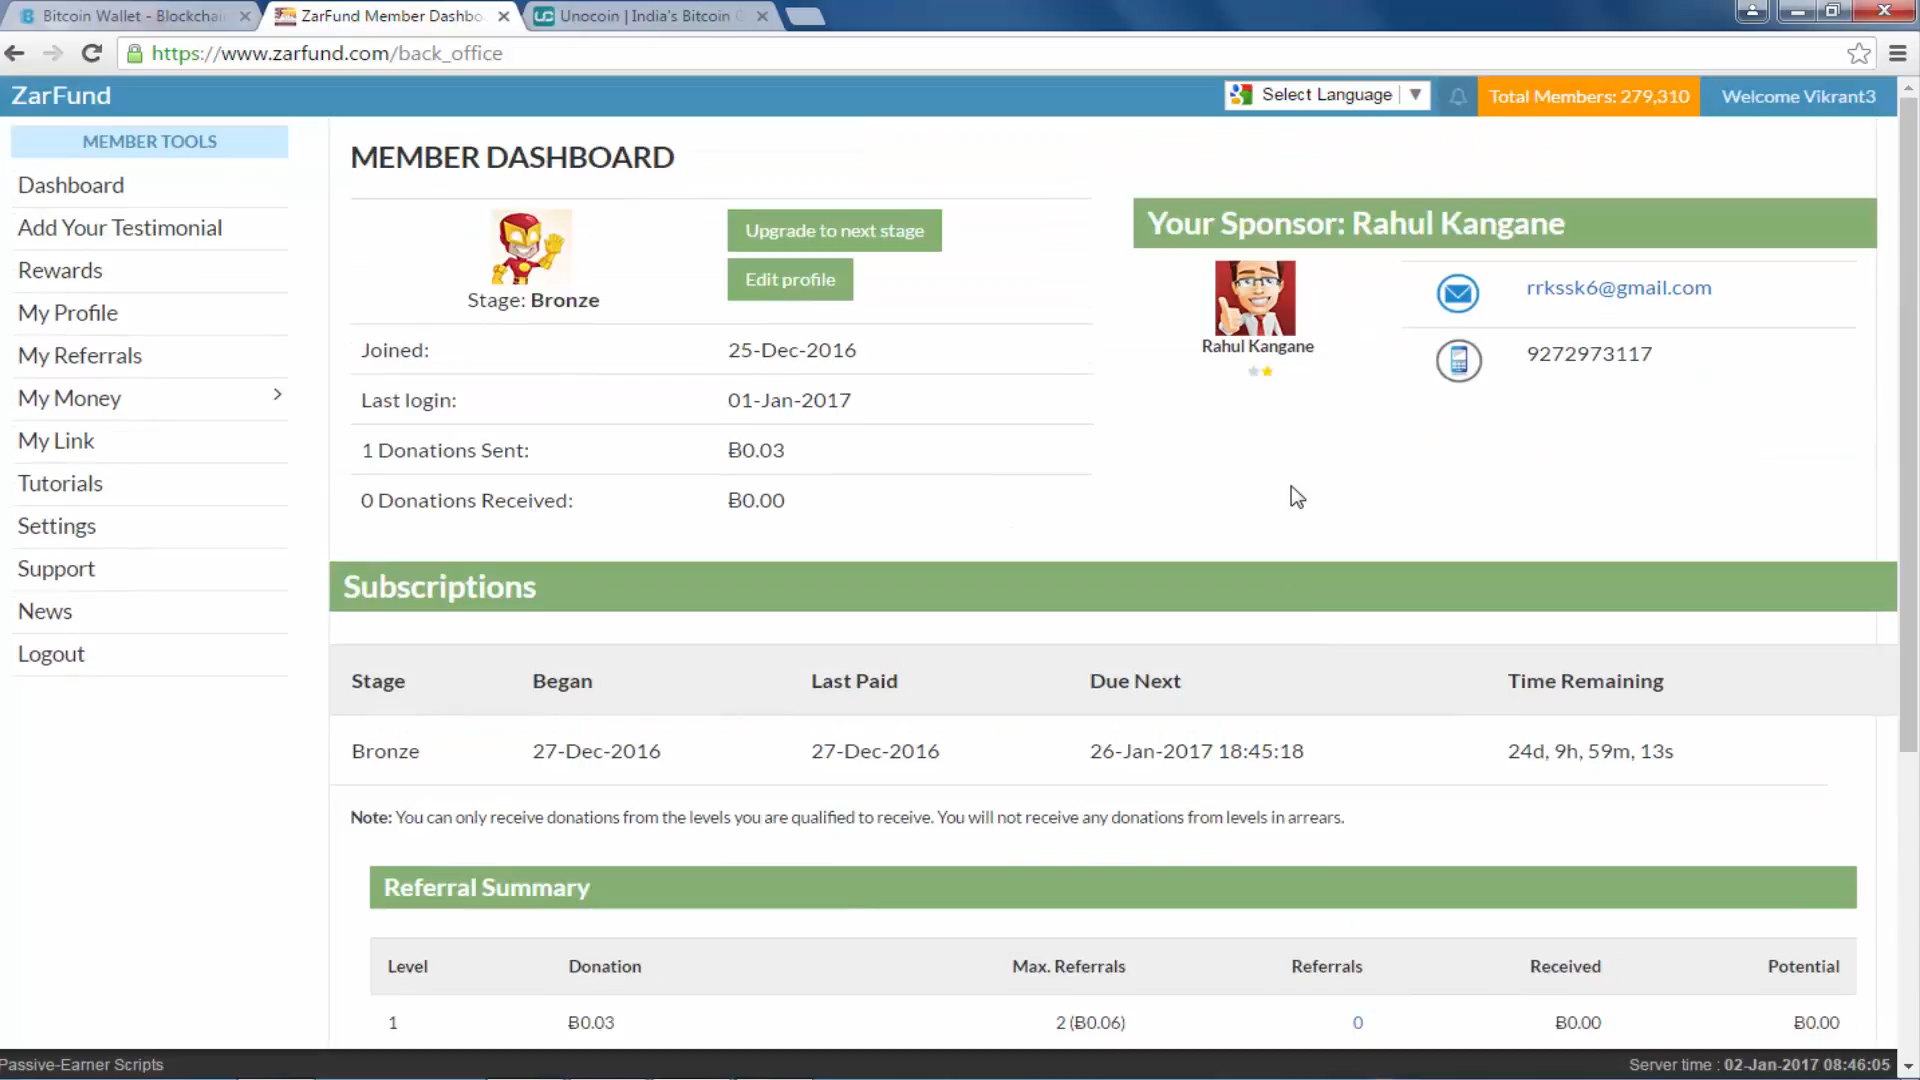 Bitcoin Wallet - Blockchain
ZarFund Member Dashbo
Unocoin | India's Bitcoin
https://www.zarfund.com/back_office
ZarFund
Select Language
Total Members: 279,310
Welcome Vikrant3
MEMBER TOOLS
Dashboard
Add Your Testimonial
Rewards
My Profile
My Referrals
My Money
My Link
Tutorials
Settings
Support
News
Logout
MEMBER DASHBOARD
Stage: Bronze
Upgrade to next stage
Edit profile
Joined: 25-Dec-2016
Last login: 01-Jan-2017
1 Donations Sent: Ƀ0.03
0 Donations Received: Ƀ0.00
Your Sponsor: Rahul Kangane
Rahul Kangane
rrkssk6@gmail.com
9272973117
Subscriptions
Stage Began Last Paid Due Next Time Remaining
Bronze 27-Dec-2016 27-Dec-2016 26-Jan-2017 18:45:18 24d, 9h, 59m, 13s
Note: You can only receive donations from the levels you are qualified to receive. You will not receive any donations from levels in arrears.
Referral Summary
Level Donation Max. Referrals Referrals Received Potential
1 Ƀ0.03 2 (Ƀ0.06) 0 Ƀ0.00 Ƀ0.00
Passive-Earner Scripts
Server time : 02-Jan-2017 08:46:05